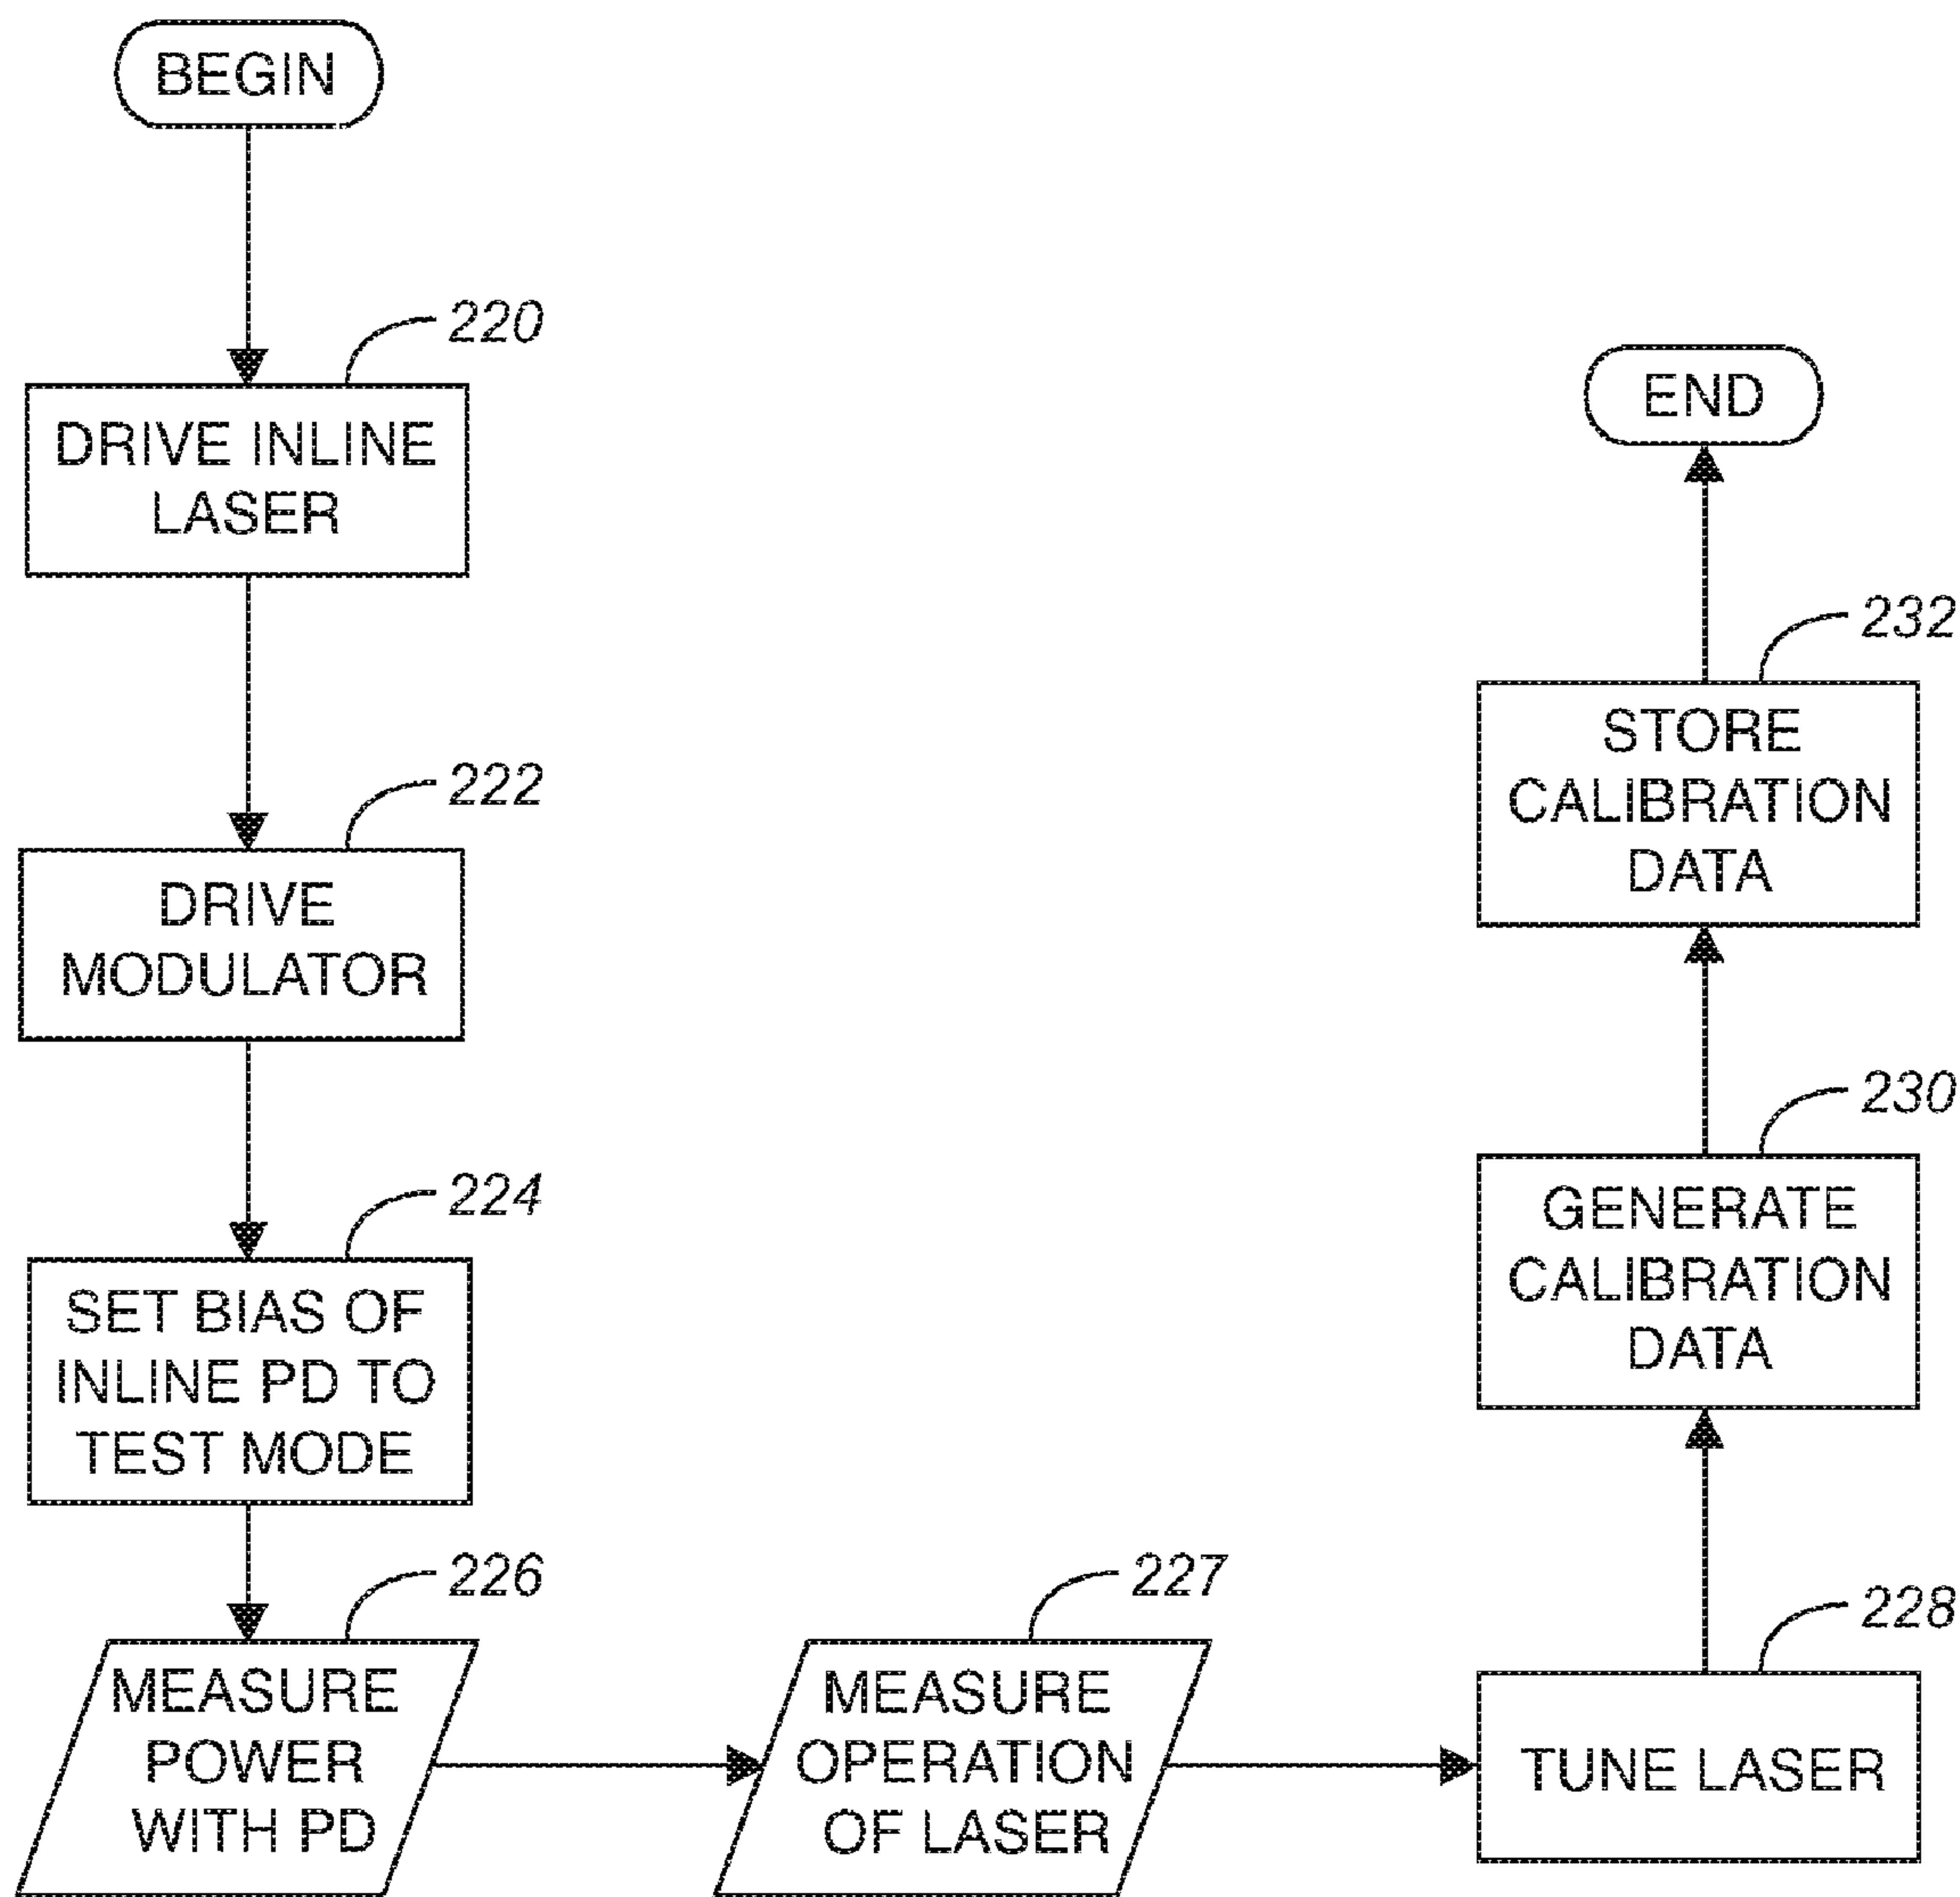 BEGIN
220
DRIVE INLINE
LASER
222
DRIVE
MODULATOR
224
SET BIAS OF
INLINE PD TO
TEST MODE
226
MEASURE
POWER
WITH PD
227
MEASURE
OPERATION
OF LASER
228
TUNE LASER
230
GENERATE
CALIBRATION
DATA
232
STORE
CALIBRATION
DATA
END